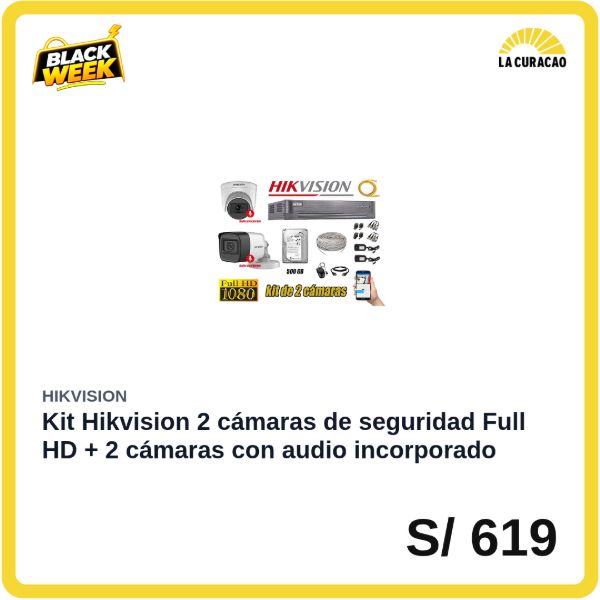 BLACK
WEEK
LA CURACAO
HIKVISION
500 GB
Full HD
1080
kit de 2 cámaras
HIKVISION
Kit Hikvision 2 cámaras de seguridad Full
HD + 2 cámaras con audio incorporado
S/ 619